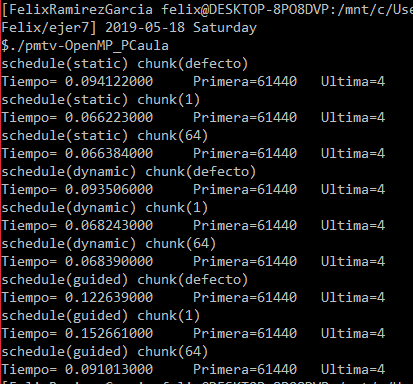 [FelixRamirezGarcia felix@DESKTOP-8PO8DVP:/mnt/c/Use
Felix/ejer7] 2019-05-18 Saturday
$./pmtv-OpenMP_PCaula
schedule(static) chunk(defecto)
Tiempo= 0.094122000 Primera=61440 Ultima=4
schedule(static) chunk(1)
Tiempo= 0.066223000 Primera=61440 Ultima=4
schedule(static) chunk(64)
Tiempo= 0.066384000 Primera=61440 Ultima=4
schedule(dynamic) chunk(defecto)
Tiempo= 0.093506000 Primera=61440 Ultima=4
schedule(dynamic) chunk(1)
Tiempo= 0.068243000 Primera=61440 Ultima=4
schedule(dynamic) chunk(64)
Tiempo= 0.068390000 Primera=61440 Ultima=4
schedule(guided) chunk(defecto)
Tiempo= 0.122639000 Primera=61440 Ultima=4
schedule(guided) chunk(1)
Tiempo= 0.152661000 Primera=61440 Ultima=4
schedule(guided) chunk(64)
Tiempo= 0.091013000 Primera=61440 Ultima=4